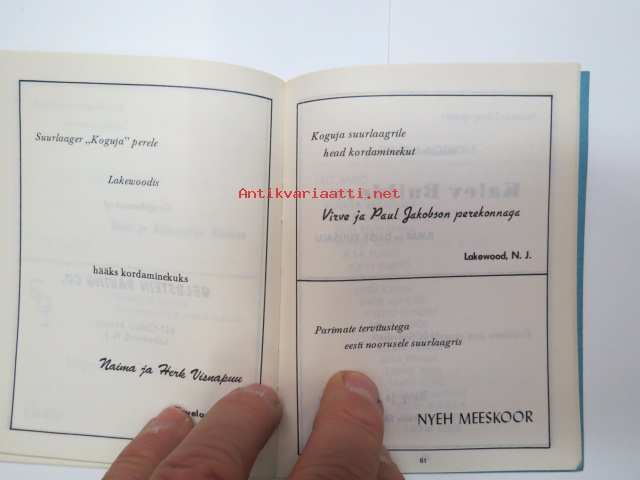 Suurlaager „Koguja" perele
Lakewoodis
hääks kordaminekuks
Naima ja Herk Visnapuu
Koguja suurlaagrile
head kordaminekut
Antikvariaatti.net
Virve ja Paul Jakobson perekonnaga
Lakewood, N. J.
Parimate tervitustega
eesti noorusele suurlaagris
NYEH MEESKOOR
61